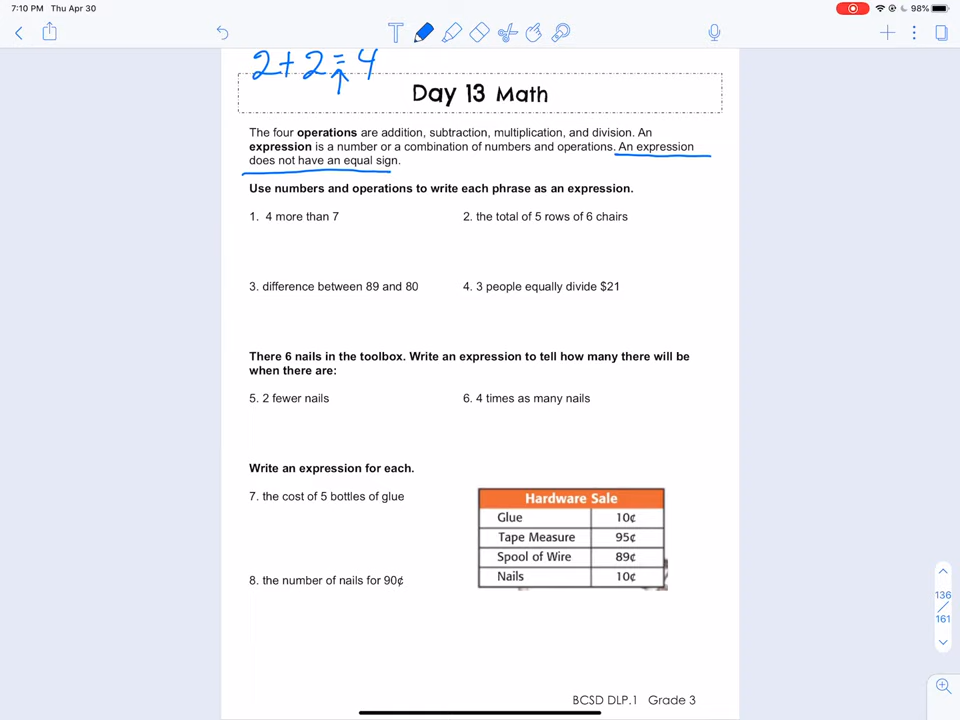 7:10 PM Thu Apr 30
98%
2 + 2 = 4
Day 13 Math
The four operations are addition, subtraction, multiplication, and division. An
expression is a number or a combination of numbers and operations. An expression
does not have an equal sign.
Use numbers and operations to write each phrase as an expression.
1. 4 more than 7
2. the total of 5 rows of 6 chairs
3. difference between 89 and 80
4. 3 people equally divide $21
There 6 nails in the toolbox. Write an expression to tell how many there will be
when there are:
5. 2 fewer nails
6. 4 times as many nails
Write an expression for each.
7. the cost of 5 bottles of glue
8. the number of nails for 90¢
Hardware Sale
Glue 10¢
Tape Measure 95¢
Spool of Wire 89¢
Nails 10¢
136
/
161
BCSD DLP.1 Grade 3